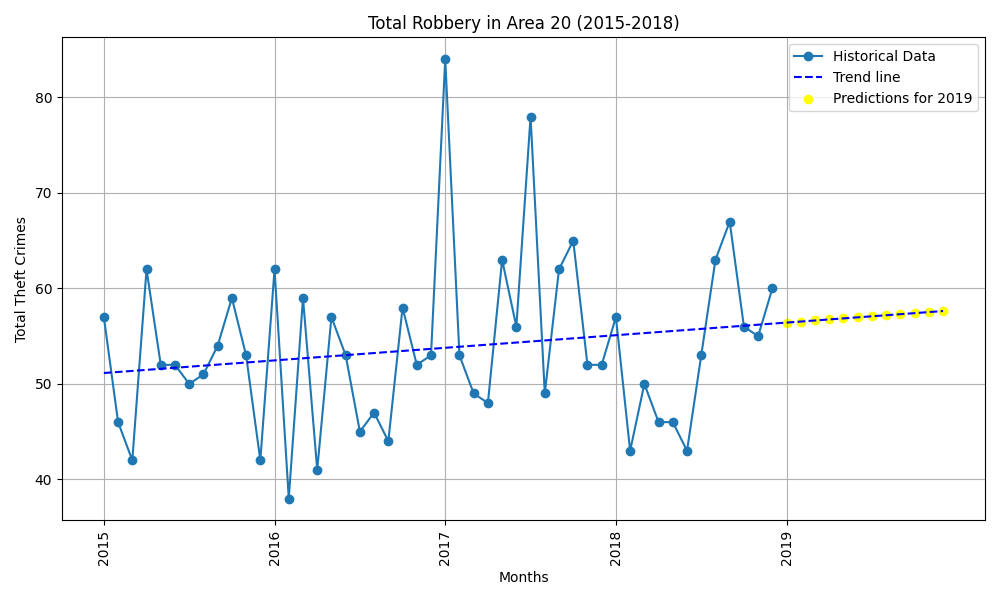 Total Robbery in Area 20 (2015-2018)
Historical Data
Trend line
Predictions for 2019
Total Theft Crimes
80
70
60
50
40
2015
2016
2017
2018
2019
Months